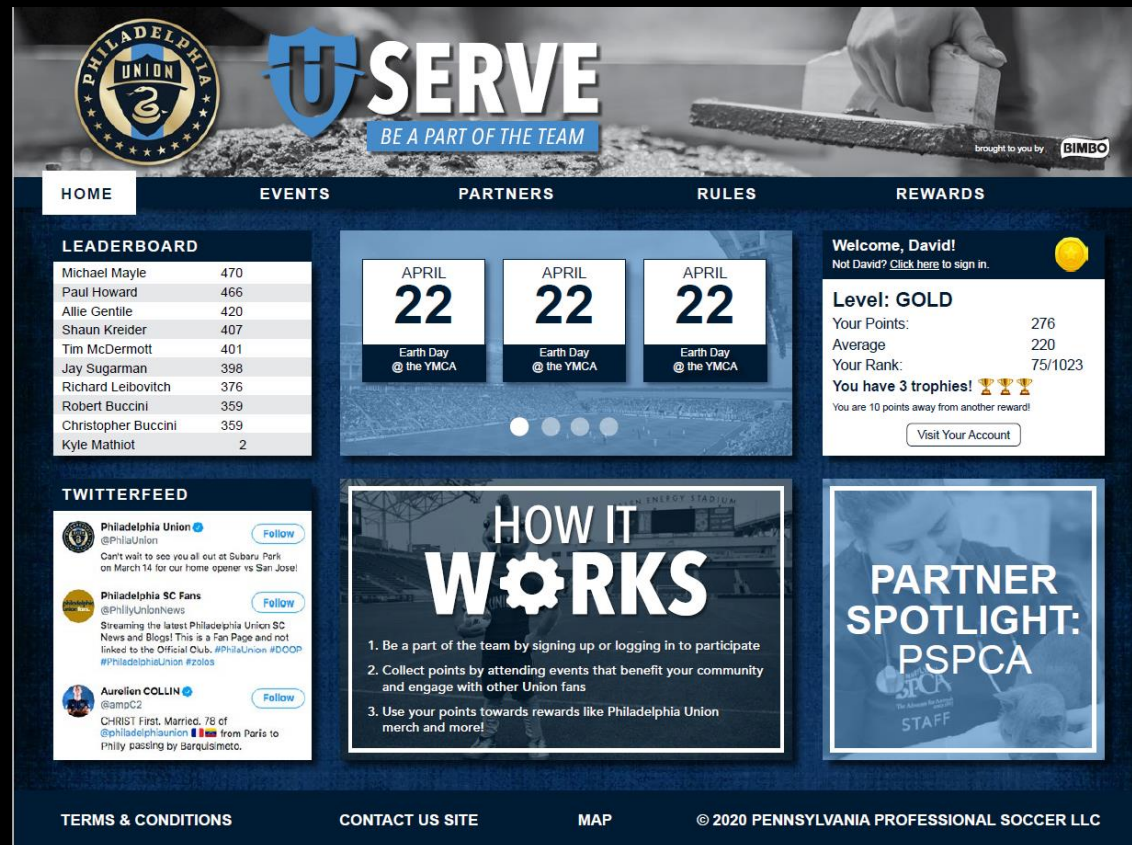 PHILADELPHIA
UNION
U SERVE
BE A PART OF THE TEAM
brought to you by BIMBO
HOME EVENTS PARTNERS RULES REWARDS
LEADERBOARD
Michael Mayle 470
Paul Howard 466
Allie Gentile 420
Shaun Kreider 407
Tim McDermott 401
Jay Sugarman 398
Richard Leibovitch 376
Robert Buccini 359
Christopher Buccini 359
Kyle Mathiot 2
APRIL APRIL APRIL
22 22 22
Earth Day Earth Day Earth Day
@ the YMCA @ the YMCA @ the YMCA
Welcome, David!
Not David? Click here to sign in.
Level: GOLD
Your Points: 276
Average 220
Your Rank: 75/1023
You have 3 trophies!
You are 10 points away from another reward!
Visit Your Account
TWITTERFEED
Philadelphia Union
@PhilaUnion
Follow
Can't wait to see you all out at Subaru Park
on March 14 for our home opener vs San Jose!
Philadelphia SC Fans
@PhillyUnionNews
Follow
Streaming the latest Philadelphia Union SC
News and Blogs! This is a Fan Page and not
linked to the Official Club. #PhilaUnion #DOOP
#PhiladelphiaUnion #zolos
Aurelien COLLIN
@ampC2
Follow
CHRIST First. Married. 78 of
@philadelphiaunion from Paris to
Philly passing by Barquisimeto.
ENERGY STADIUM
HOW IT
WORKS
1. Be a part of the team by signing up or logging in to participate
2. Collect points by attending events that benefit your community
and engage with other Union fans
3. Use your points towards rewards like Philadelphia Union
merch and more!
PARTNER
SPOTLIGHT:
PSPCA
SPCA
STAFF
TERMS & CONDITIONS CONTACT US SITE MAP © 2020 PENNSYLVANIA PROFESSIONAL SOCCER LLC